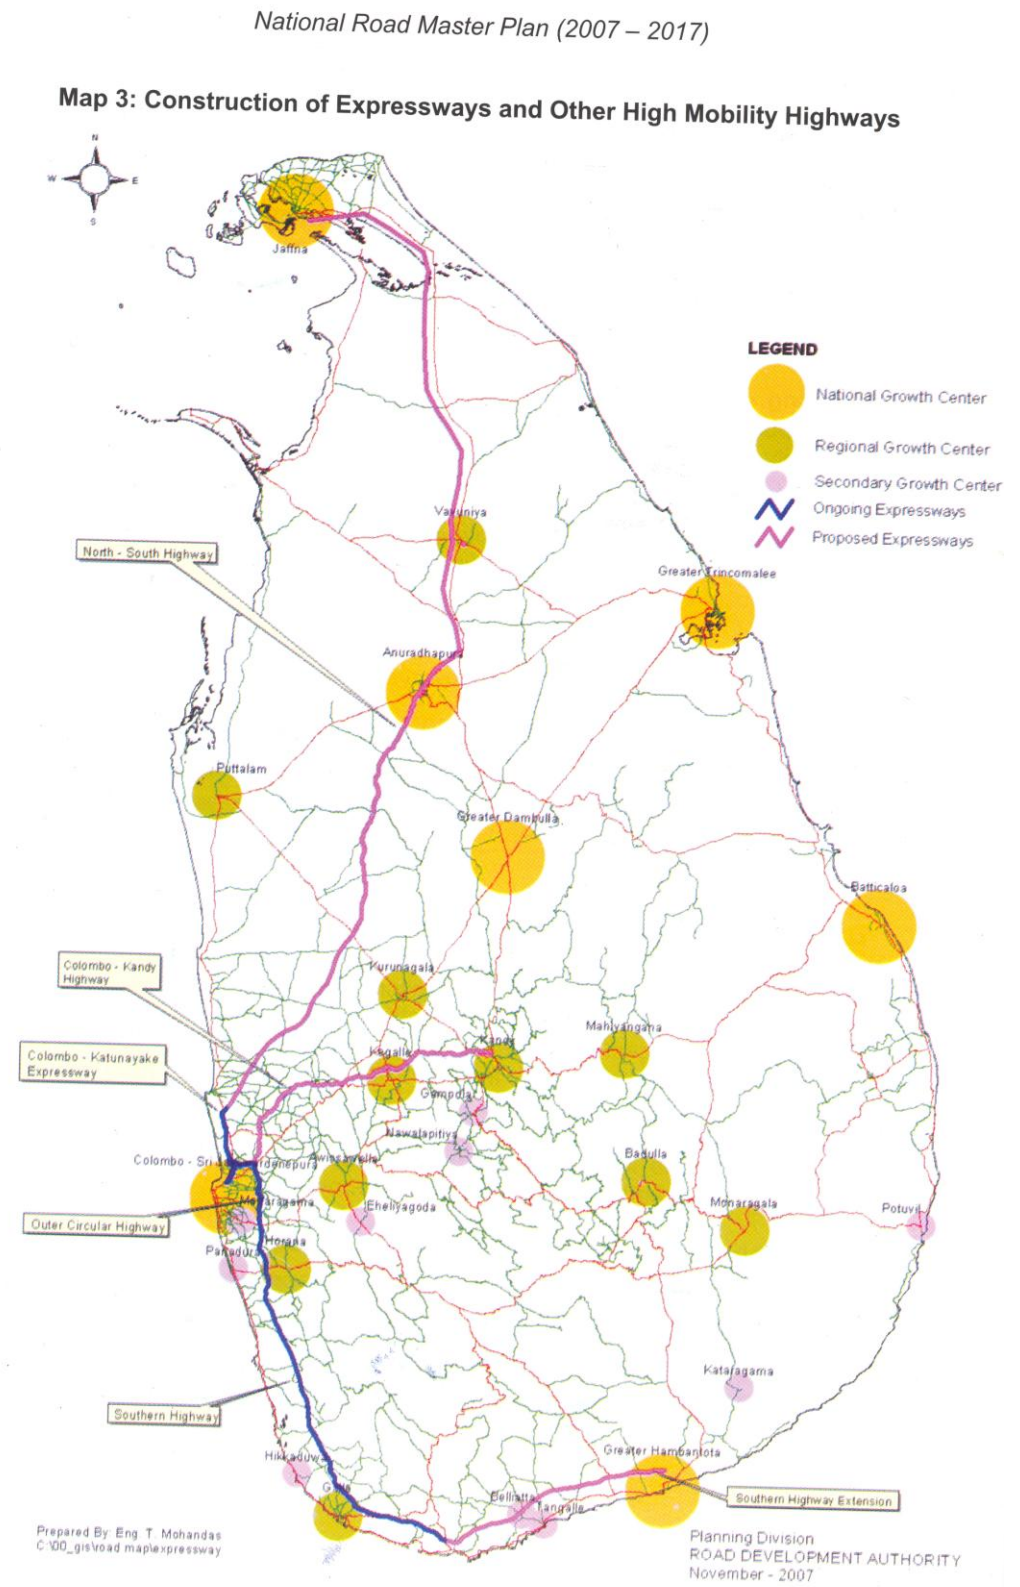 National Road Master Plan (2007 – 2017)
Map 3: Construction of Expressways and Other High Mobility Highways
N
W
E
S
Jaffna
LEGEND
National Growth Center
Regional Growth Center
Secondary Growth Center
Ongoing Expressways
Proposed Expressways
Vavuniya
North - South Highway
Greater Trincomalee
Anuradhapura
Puttalam
Greater Dambulla
Batticaloa
Colombo - Kandy
Highway
Kurunagala
Mahiyangana
Kandy
Colombo - Katunayake
Expressway
Kegalle
Gampola
Nawalapitiya
Colombo - Sri
Awissawella
Badulla
Eheliyagoda
Monaragala
Potuvil
Outer Circular Highway
Horana
Panadura
Kataragama
Southern Highway
Greater Hambantota
Hikkaduwa
Galle
Belliatta
Tangalle
Southern Highway Extension
Prepared By: Eng. T. Mohandas
C:\00_gis\road map\expressway
Planning Division
ROAD DEVELOPMENT AUTHORITY
November - 2007